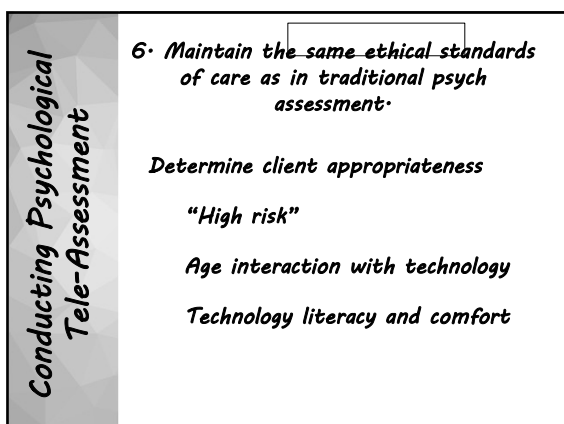 Conducting Psychological
Tele-Assessment
6. Maintain the same ethical standards
of care as in traditional psych
assessment.
Determine client appropriateness
“High risk”
Age interaction with technology
Technology literacy and comfort